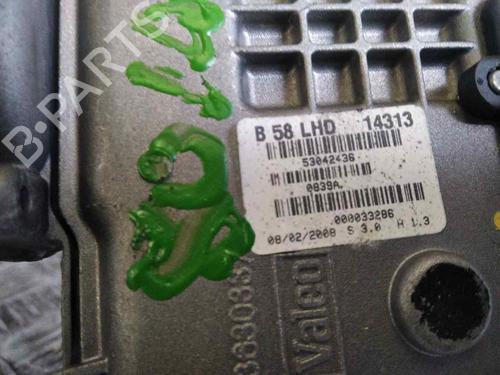 B-PARTS
B 58 LHD 14313
53042436
0839A
000033286
08/02/2008 S 3.0 H 1.3
Valeo